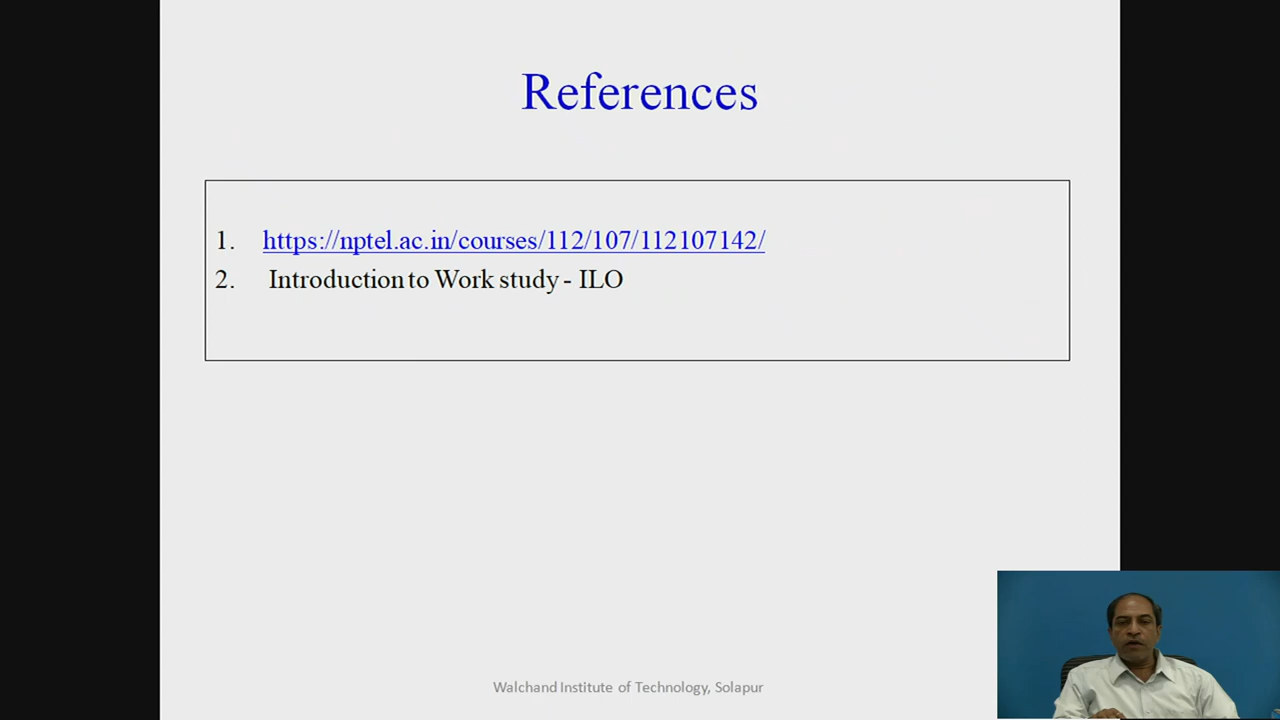 References
1. https://nptel.ac.in/courses/112/107/112107142/
2. Introduction to Work study - ILO
Walchand Institute of Technology, Solapur